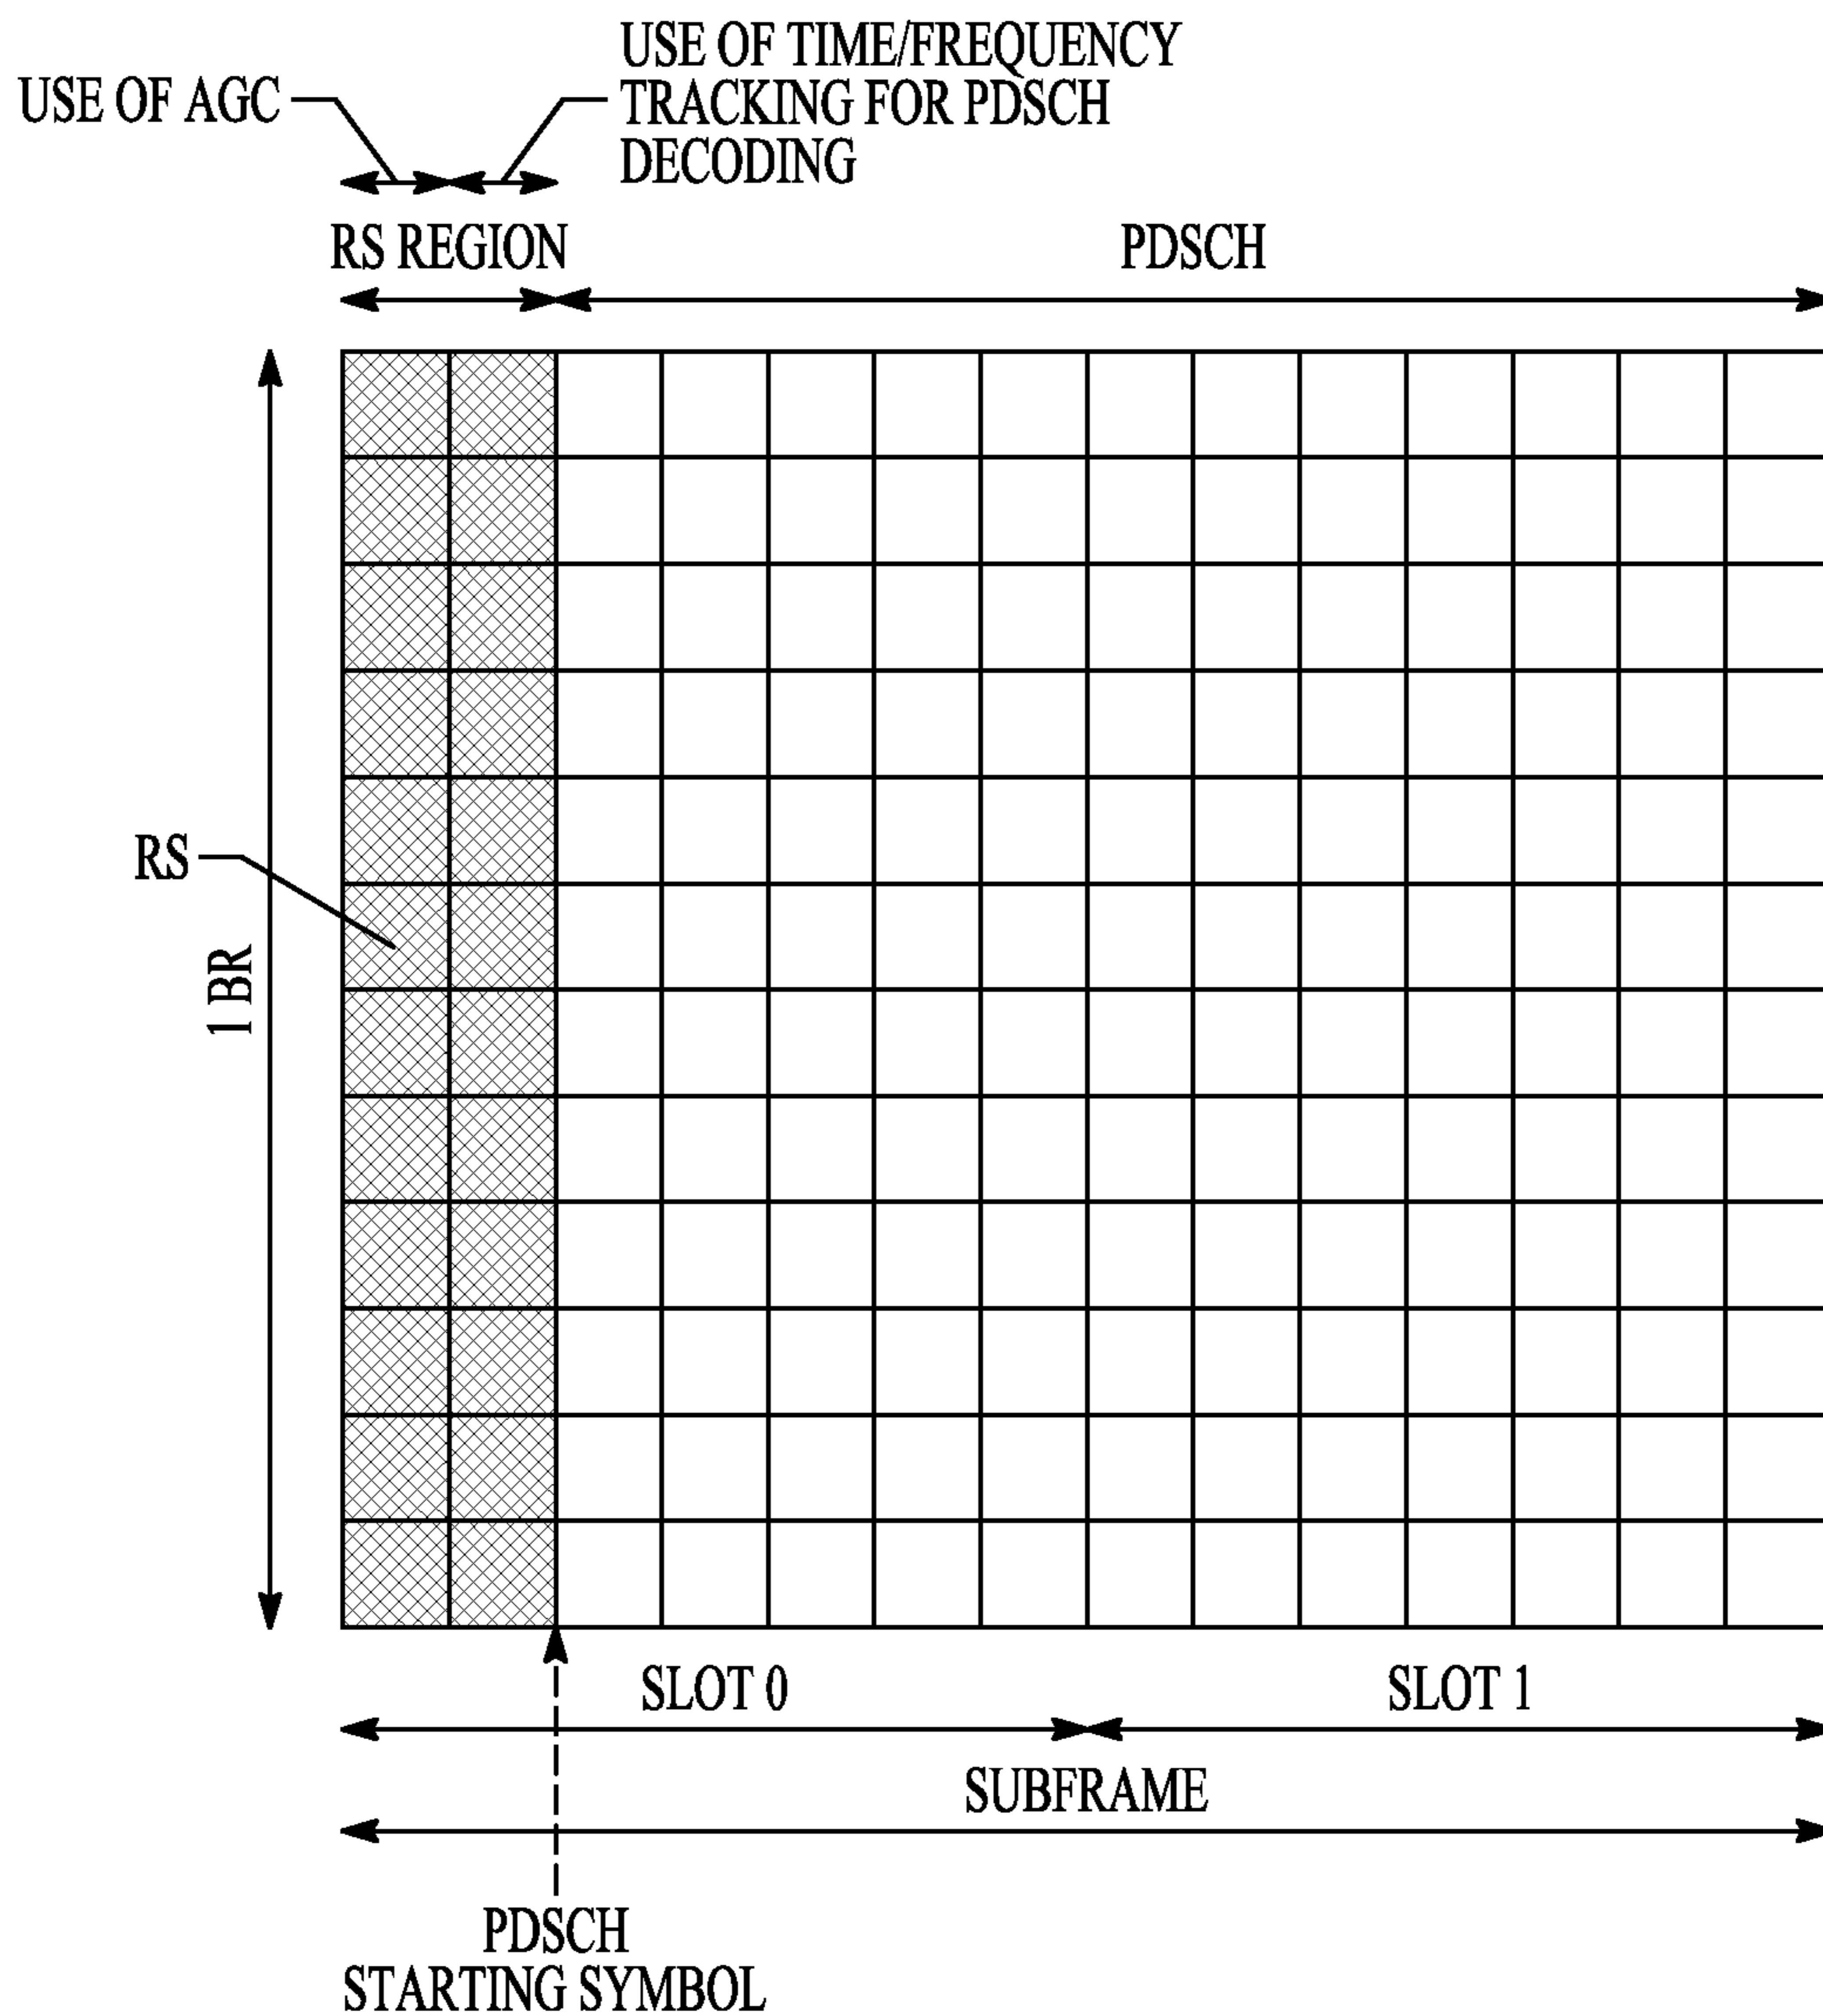 USE OF AGC
USE OF TIME/FREQUENCY
TRACKING FOR PDSCH
DECODING
RS REGION
PDSCH
RS
1 BR
SLOT 0
SLOT 1
SUBFRAME
PDSCH
STARTING SYMBOL